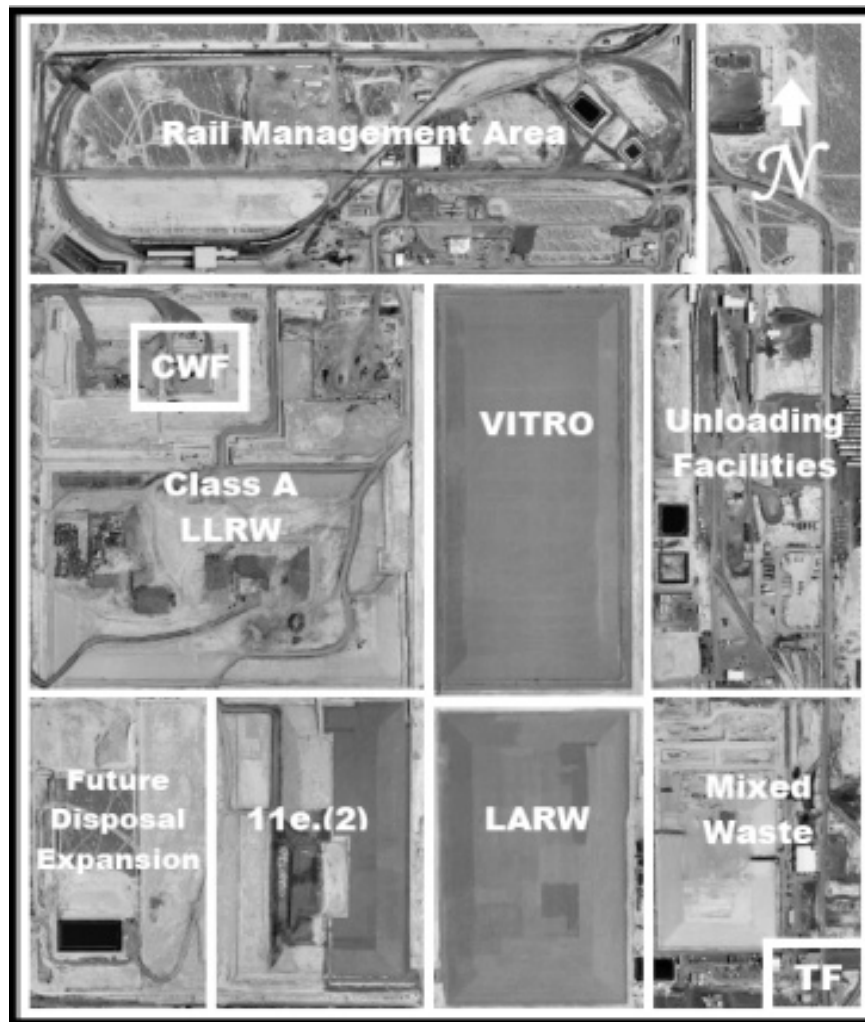 Rail Management Area
N
CWF
Class A
LLRW
VITRO
Unloading
Facilities
Future
Disposal
Expansion
11e.(2)
LARW
Mixed
Waste
TF